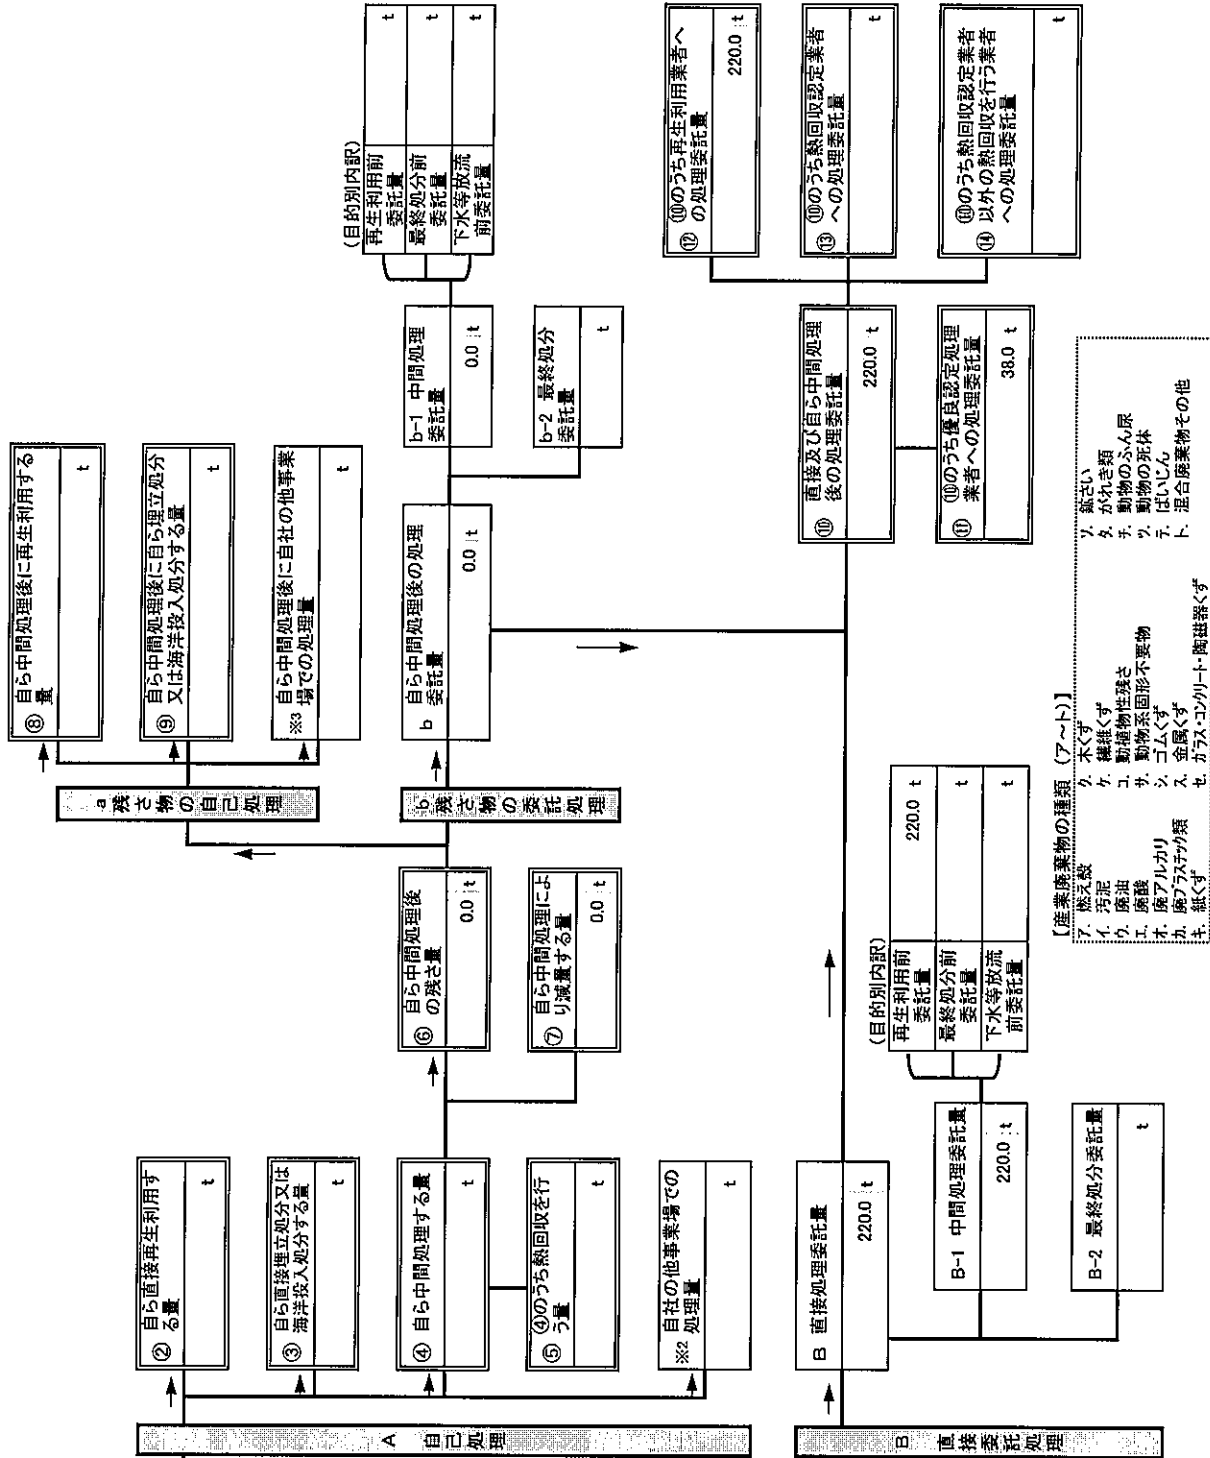 A 自己処理
② 自ら直接再生利用す
る量
t
③ 自ら直接埋立処分又は
海洋投入処分する量
t
④ 自ら中間処理する量
t
⑤ ④のうち熱回収を行
う量
t
※2 自社の他事業場での
処理量
t
⑥ 自ら中間処理後
の残さ量
0.0 t
⑦ 自ら中間処理によ
り減量する量
0.0 t
a 残さ物の自己処理
⑧ 自ら中間処理後に再生利用する
量
t
⑨ 自ら中間処理後に自ら埋立処分
又は海洋投入処分する量
t
※3 自ら中間処理後に自社の他事業
場での処理量
t
b 残さ物の委託処理
b 自ら中間処理後の処理
委託量
0.0 t
b-1 中間処理
委託量
0.0 t
b-2 最終処分
委託量
t
(目的別内訳)
再生利用前
委託量
t
最終処分前
委託量
t
下水等放流
前委託量
t
B 直接委託処理
B 直接処理委託量
220.0 t
B-1 中間処理委託量
220.0 t
B-2 最終処分委託量
t
(目的別内訳)
再生利用前
委託量
220.0 t
最終処分前
委託量
t
下水等放流
前委託量
t
⑩ 直接及び自ら中間処理
後の処理委託量
220.0 t
⑪ ⑩のうち優良認定処理
業者への処理委託量
38.0 t
⑫ ⑩のうち再生利用業者へ
の処理委託量
220.0 t
⑬ ⑩のうち熱回収認定業者
への処理委託量
t
⑭ ⑩のうち熱回収認定業者
以外の熱回収を行う業者
への処理委託量
t
【産業廃棄物の種類 (ア～ト)】
ア. 燃え殻
イ. 汚泥
ウ. 廃油
エ. 廃酸
オ. 廃アルカリ
カ. 廃プラスチック類
キ. 紙くず
ク. 木くず
ケ. 繊維くず
コ. 動植物性残さ
サ. 動物系固形不要物
シ. ゴムくず
ス. 金属くず
セ. ガラス・コンクリート・陶磁器くず
ソ. 鉱さい
タ. がれき類
チ. 動物のふん尿
ツ. 動物の死体
テ. ばいじん
ト. 混合廃棄物その他